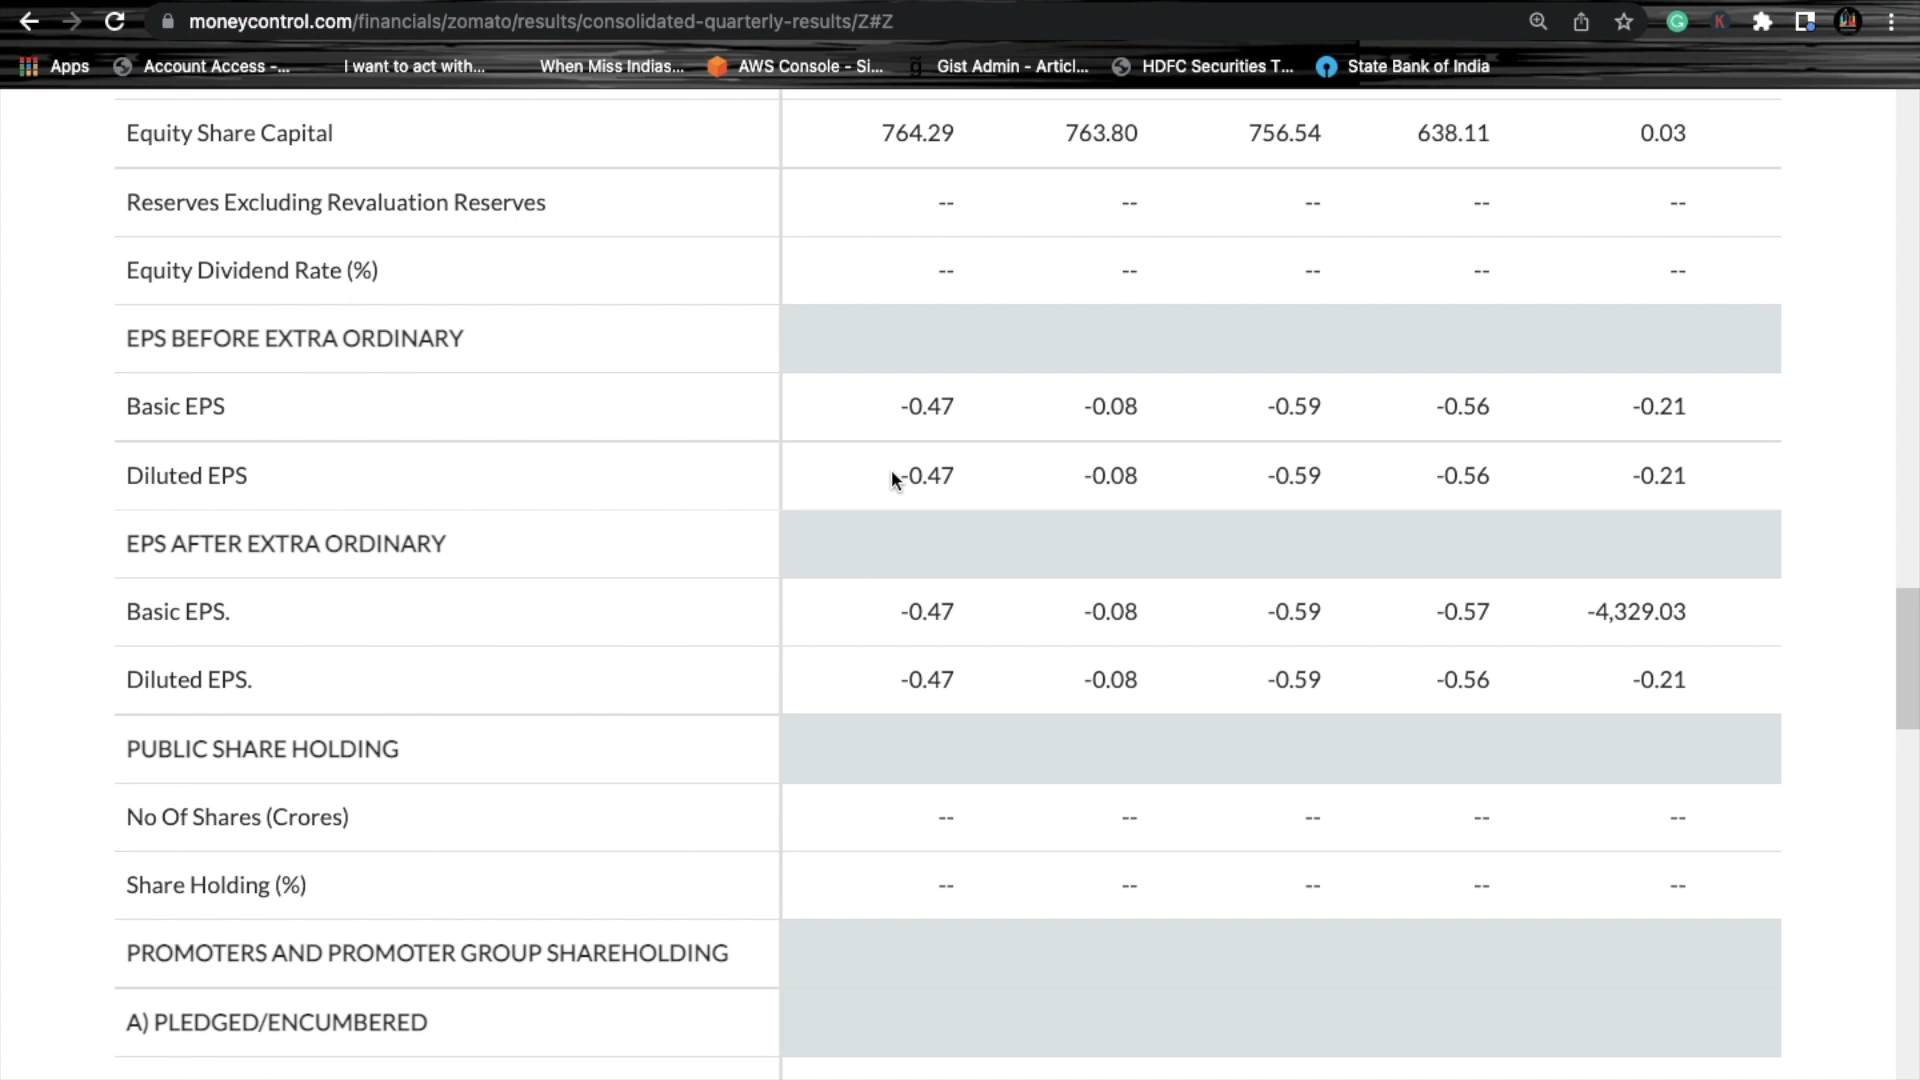 moneycontrol.com/financials/zomato/results/consolidated-quarterly-results/Z#Z
Apps Account Access -... I want to act with... When Miss Indias... AWS Console - Si... Gist Admin - Articl... HDFC Securities T... State Bank of India
Equity Share Capital 764.29 763.80 756.54 638.11 0.03
Reserves Excluding Revaluation Reserves -- -- -- -- --
Equity Dividend Rate (%) -- -- -- -- --
EPS BEFORE EXTRA ORDINARY
Basic EPS -0.47 -0.08 -0.59 -0.56 -0.21
Diluted EPS -0.47 -0.08 -0.59 -0.56 -0.21
EPS AFTER EXTRA ORDINARY
Basic EPS. -0.47 -0.08 -0.59 -0.57 -4,329.03
Diluted EPS. -0.47 -0.08 -0.59 -0.56 -0.21
PUBLIC SHARE HOLDING
No Of Shares (Crores) -- -- -- -- --
Share Holding (%) -- -- -- -- --
PROMOTERS AND PROMOTER GROUP SHAREHOLDING
A) PLEDGED/ENCUMBERED